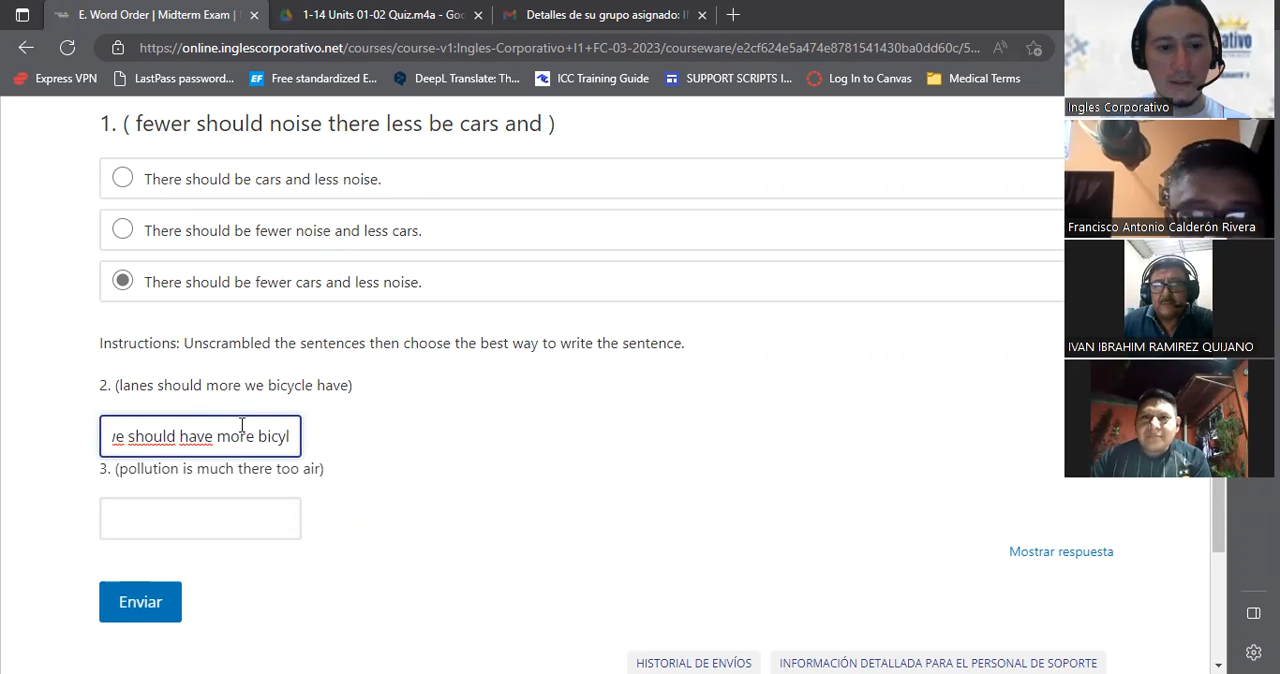 E. Word Order | Midterm Exam |
1-14 Units 01-02 Quiz.m4a - Goo
Detalles de su grupo asignado: II
https://online.inglescorporativo.net/courses/course-v1:Ingles-Corporativo+I1+FC-03-2023/courseware/e2cf624e5a474e8781541430ba0dd60c/5...
Express VPN
LastPass password...
Free standardized E...
DeepL Translate: Th...
ICC Training Guide
SUPPORT SCRIPTS I...
Log In to Canvas
Medical Terms
Ingles Corporativo
Francisco Antonio Calderón Rivera
IVAN IBRAHIM RAMIREZ QUIJANO
1. ( fewer should noise there less be cars and )
There should be cars and less noise.
There should be fewer noise and less cars.
There should be fewer cars and less noise.
Instructions: Unscrambled the sentences then choose the best way to write the sentence.
2. (lanes should more we bicycle have)
ve should have more bicyl
3. (pollution is much there too air)
Mostrar respuesta
Enviar
HISTORIAL DE ENVÍOS
INFORMACIÓN DETALLADA PARA EL PERSONAL DE SOPORTE